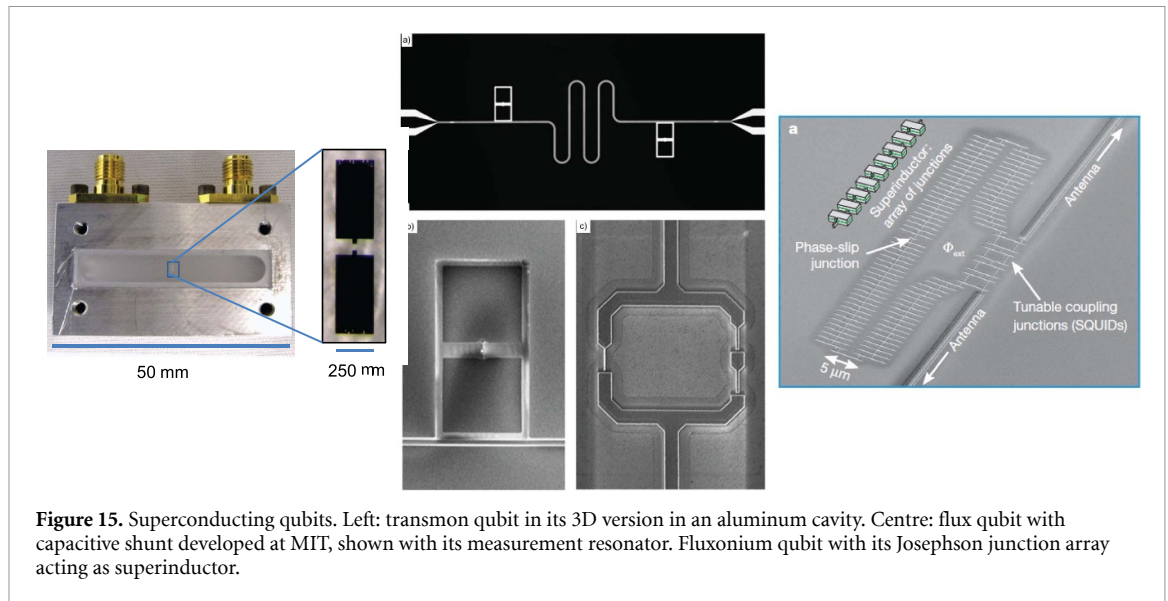 50 mm
250 mm
a)
b)
c)
a
Superinductor:
array of junctions
Phase-slip
junction
Φext
Antenna
Tunable coupling
junctions (SQUIDs)
Antenna
5 μm
Figure 15. Superconducting qubits. Left: transmon qubit in its 3D version in an aluminum cavity. Centre: flux qubit with
capacitive shunt developed at MIT, shown with its measurement resonator. Fluxonium qubit with its Josephson junction array
acting as superinductor.